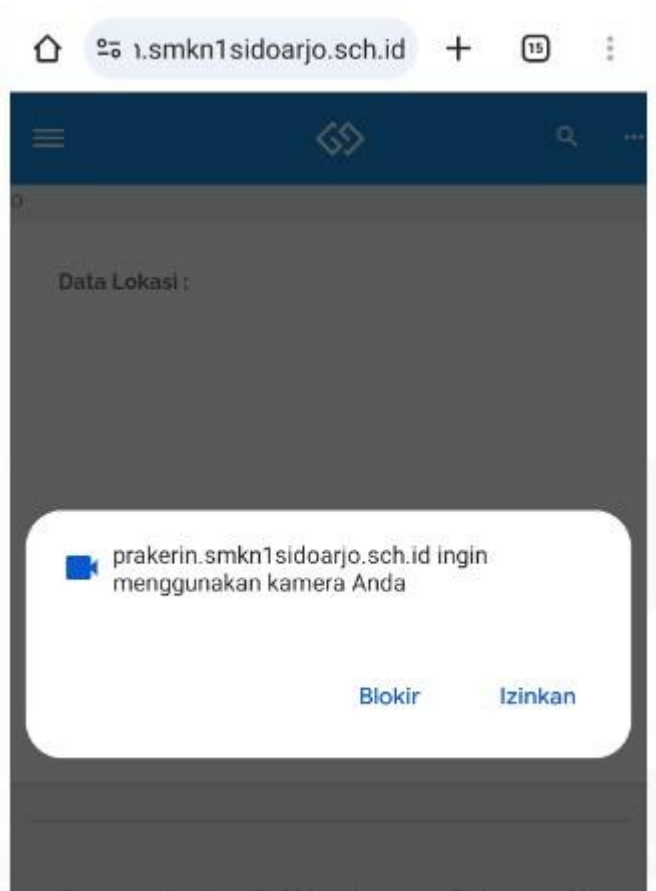 ı.smkn1sidoarjo.sch.id
15
Data Lokasi :
prakerin.smkn1sidoarjo.sch.id ingin
menggunakan kamera Anda
Blokir
Izinkan